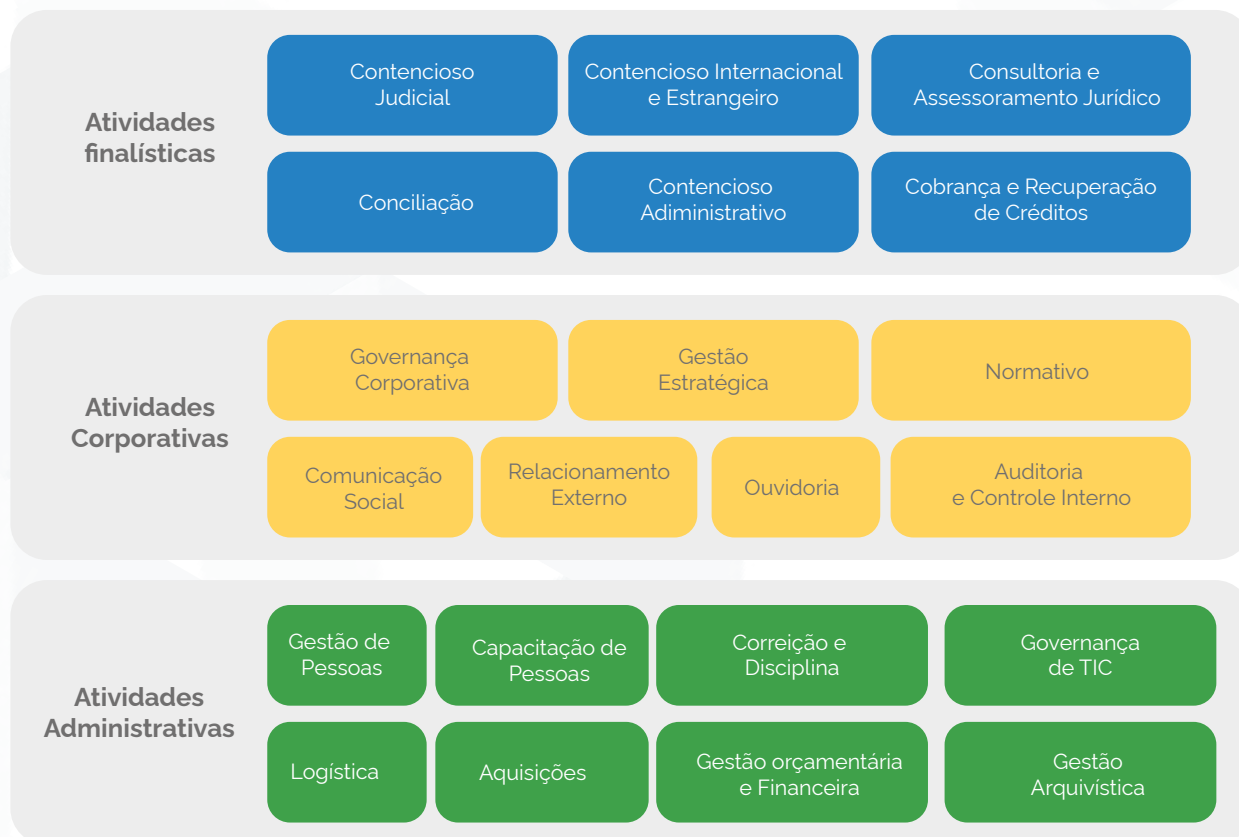 Atividades
finalísticas
Contencioso
Judicial
Contencioso Internacional
e Estrangeiro
Consultoria e
Assessoramento Jurídico
Conciliação
Contencioso
Adiministrativo
Cobrança e Recuperação
de Créditos
Atividades
Corporativas
Governança
Corporativa
Gestão
Estratégica
Normativo
Comunicação
Social
Relacionamento
Externo
Ouvidoria
Auditoria
e Controle Interno
Atividades
Administrativas
Gestão de
Pessoas
Capacitação de
Pessoas
Correição e
Disciplina
Governança
de TIC
Logística
Aquisições
Gestão orçamentária
e Financeira
Gestão
Arquivística